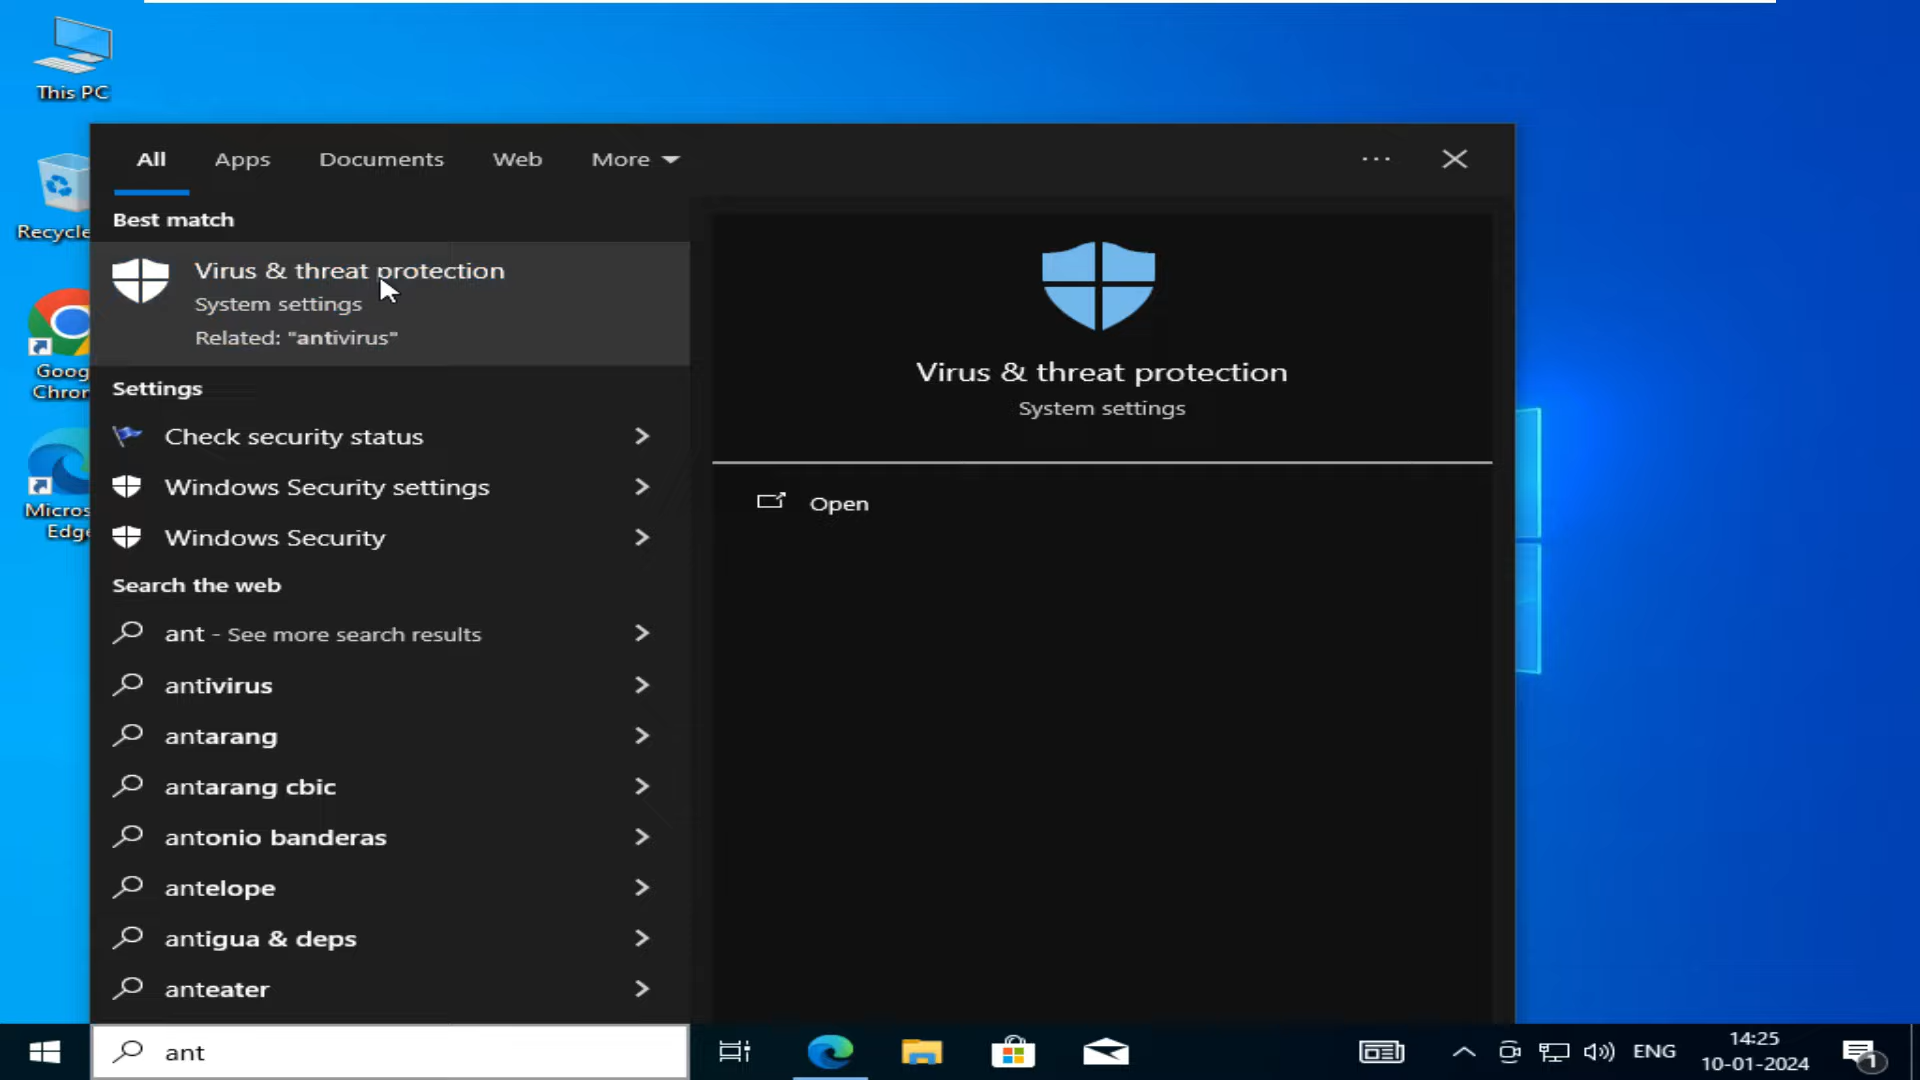 This PC
Recycle
Goog
Chron
Micros
Edge
All Apps Documents Web More
Best match
Virus & threat protection
System settings
Related: "antivirus"
Settings
Check security status
Windows Security settings
Windows Security
Search the web
ant - See more search results
antivirus
antarang
antarang cbic
antonio banderas
antelope
antigua & deps
anteater
Virus & threat protection
System settings
Open
ant
ENG
14:25
10-01-2024
1